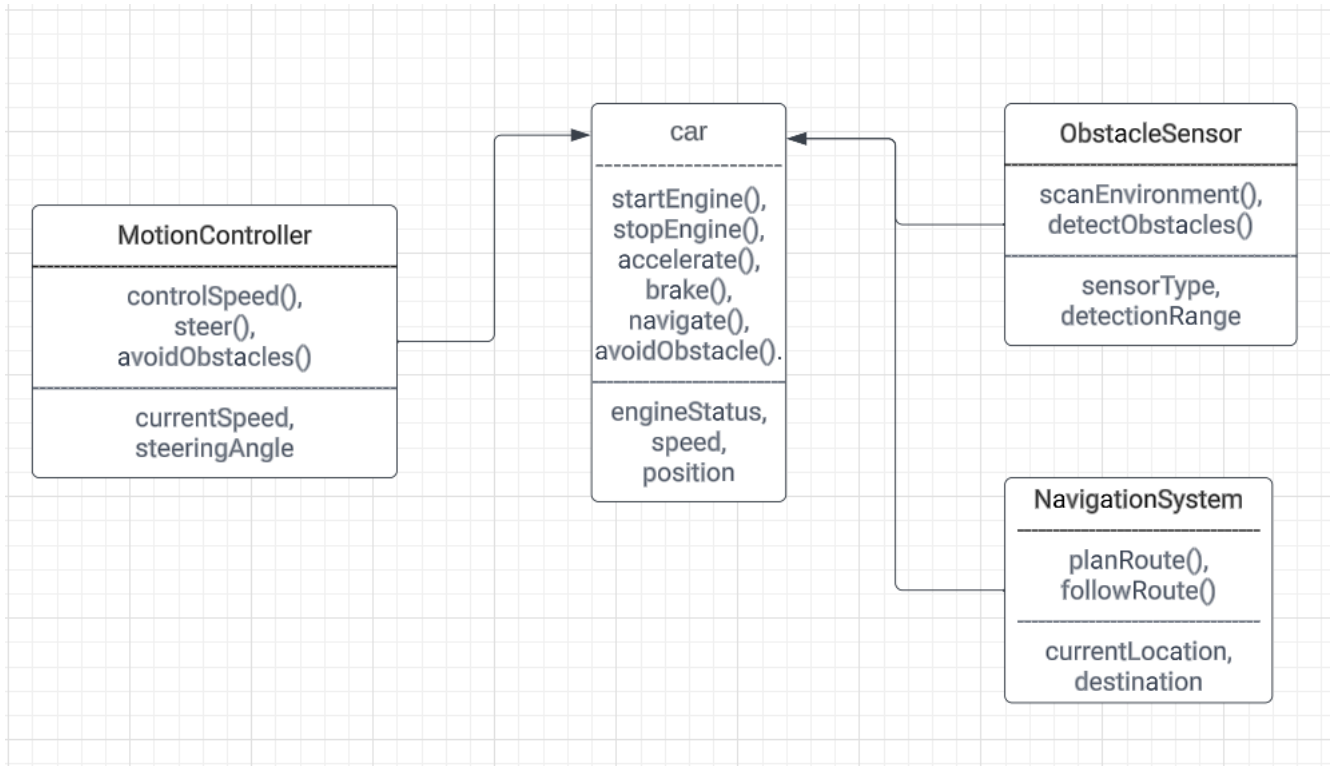 MotionController
controlSpeed(),
steer(),
avoidObstacles()
currentSpeed,
steeringAngle
car
startEngine(),
stopEngine(),
accelerate(),
brake(),
navigate(),
avoidObstacle().
engineStatus,
speed,
position
ObstacleSensor
scanEnvironment(),
detectObstacles()
sensorType,
detectionRange
NavigationSystem
planRoute(),
followRoute()
currentLocation,
destination